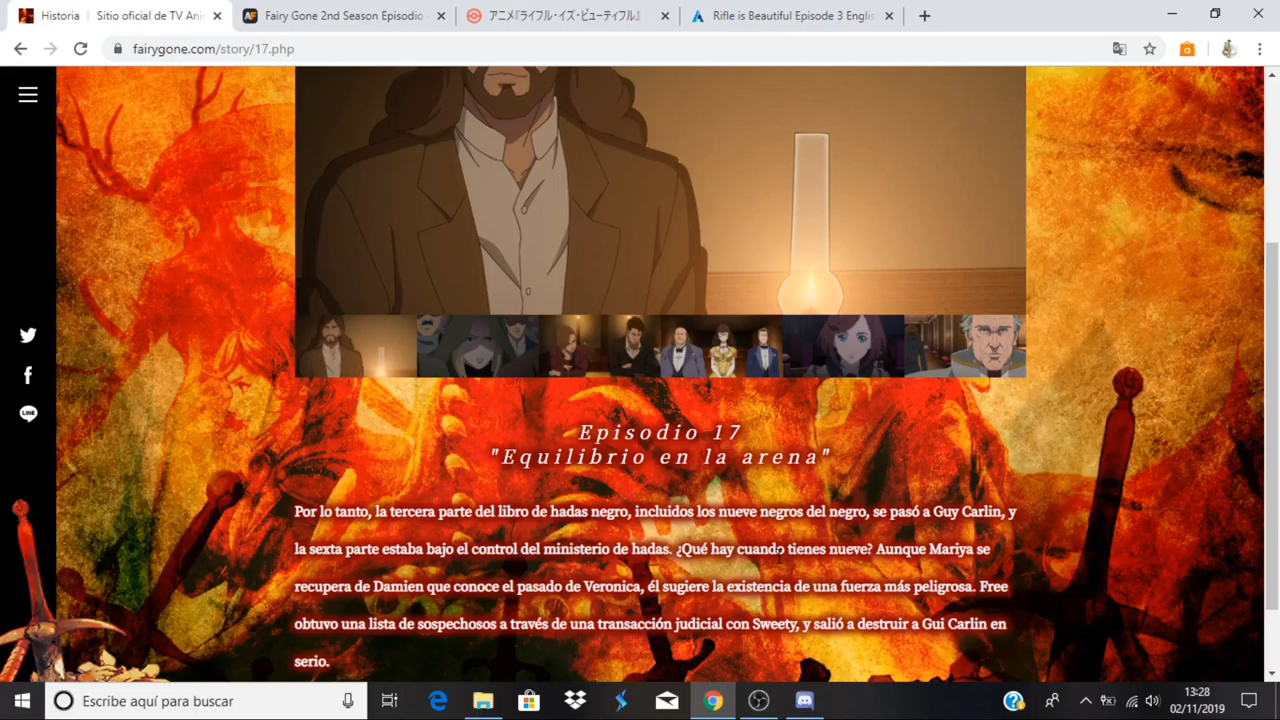 Historia | Sitio oficial de TV Ani
Fairy Gone 2nd Season Episodio -
アニメ『ライフル・イズ・ビューティフル』
Rifle is Beautiful Episode 3 Englis
fairygone.com/story/17.php
LINE
Episodio 17
"Equilibrio en la arena"
Por lo tanto, la tercera parte del libro de hadas negro, incluidos los nueve negros del negro, se pasó a Guy Carlin, y
la sexta parte estaba bajo el control del ministerio de hadas. ¿Qué hay cuando tienes nueve? Aunque Mariya se
recupera de Damien que conoce el pasado de Veronica, él sugiere la existencia de una fuerza más peligrosa. Free
obtuvo una lista de sospechosos a través de una transacción judicial con Sweety, y salió a destruir a Gui Carlin en
serio.
Escribe aquí para buscar
13:28
02/11/2019